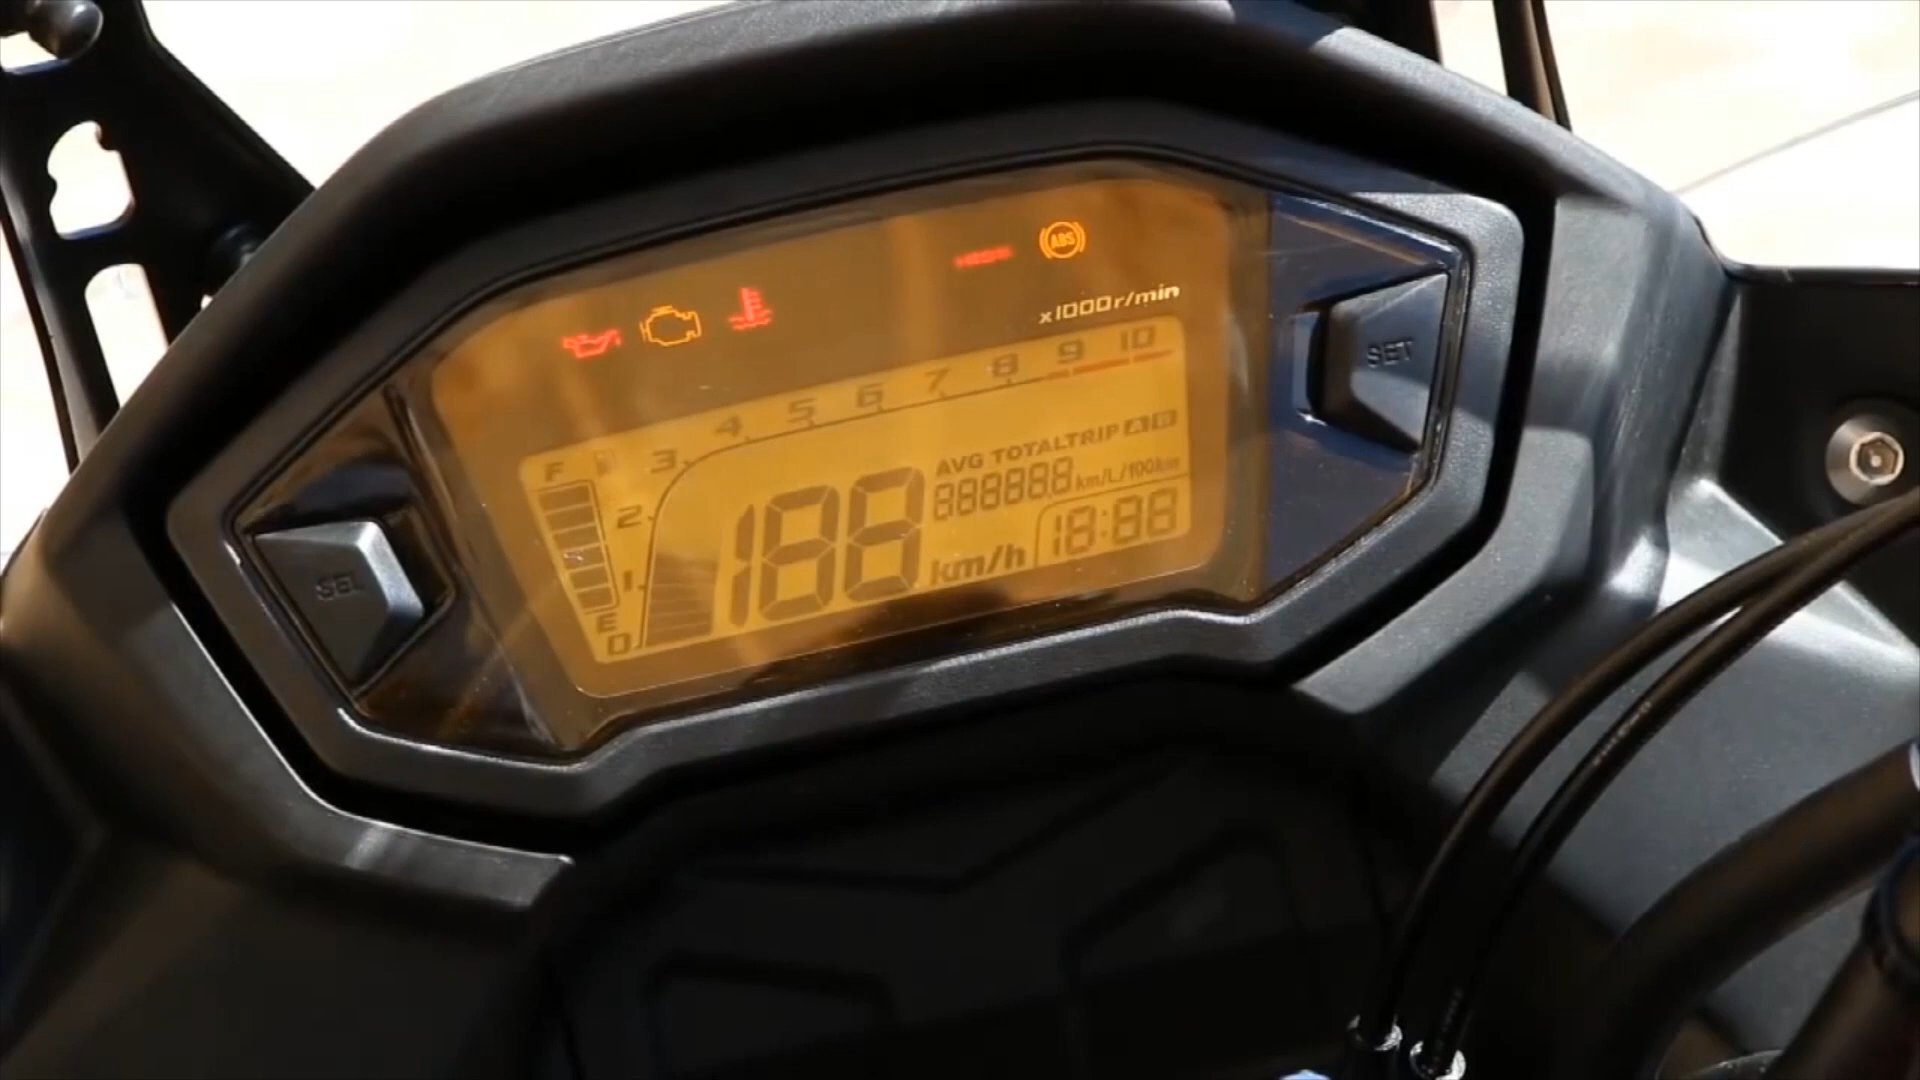 ABS
x1000r/min
SET
0 1 2 3 4 5 6 7 8 9 10
F
AVG TOTALTRIP A B
888888 km/L/100km
188 km/h
18:88
E
SEL